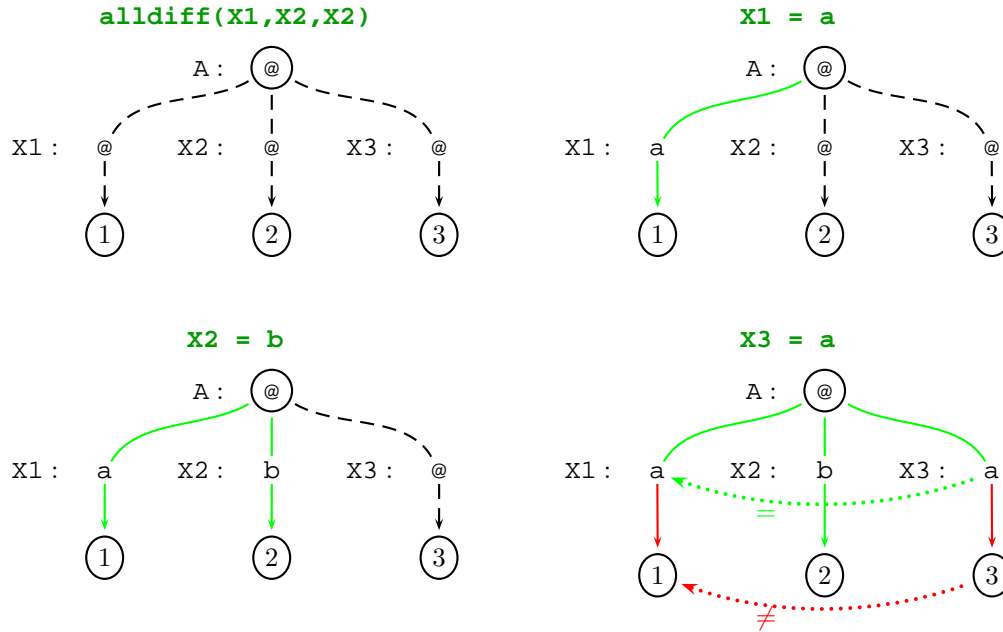 alldiff(X1,X2,X2)
A: @
X1: @ X2: @ X3: @
1 2 3
X1 = a
A: @
X1: a X2: @ X3: @
1 2 3
X2 = b
A: @
X1: a X2: b X3: @
1 2 3
X3 = a
A: @
X1: a X2: b X3: a
=
1 2 3
≠